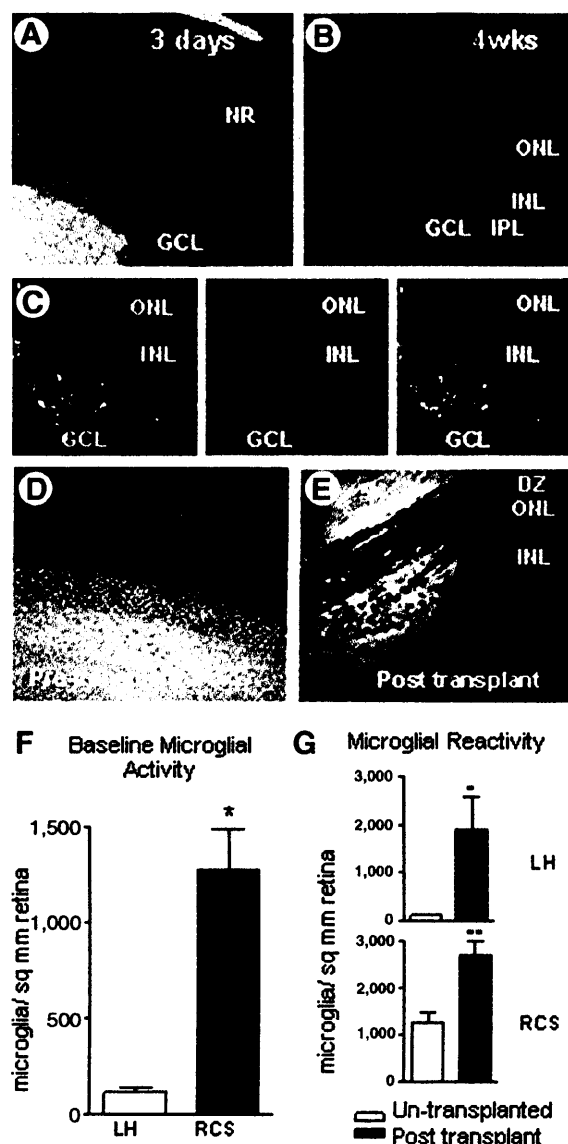 A 3 days
NR
GCL
B 4wks
ONL
INL
GCL IPL
C
ONL
INL
GCL
ONL
INL
GCL
ONL
INL
GCL
D
E
DZ
ONL
INL
Post transplant
F Baseline Microglial
Activity
*
1,500
1,000
500
0
microglia/ sq mm retina
LH RCS
G Microglial Reactivity
3,000
2,000
1,000
0
LH
3,000
2,000
1,000
0
RCS
microglia/ sq mm retina
Un-transplanted
Post transplant